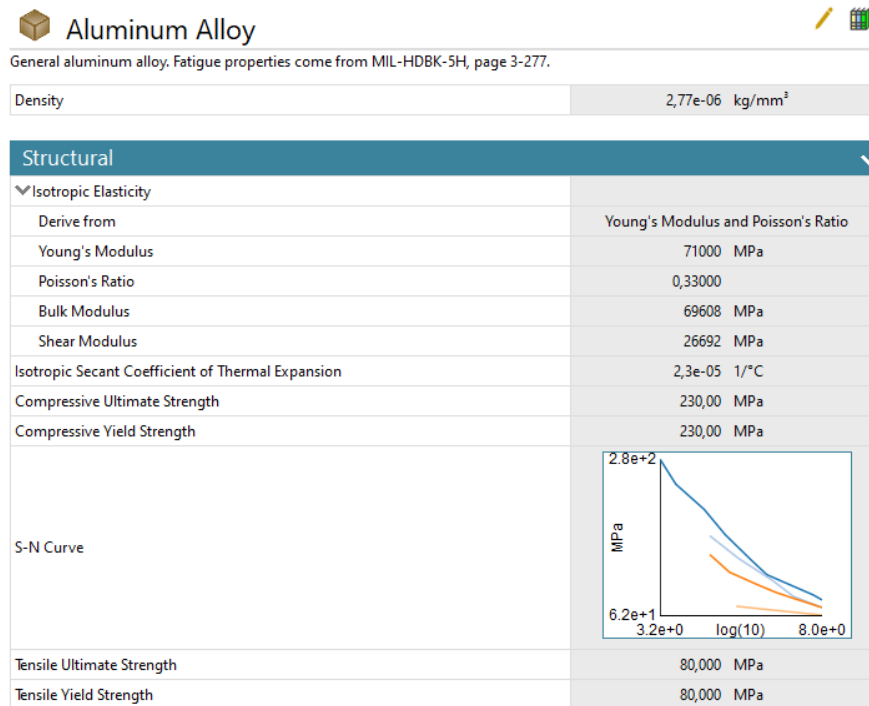 Aluminum Alloy
General aluminum alloy. Fatigue properties come from MIL-HDBK-5H, page 3-277.
Density 2,77e-06 kg/mm³
Structural
Isotropic Elasticity
Derive from Young's Modulus and Poisson's Ratio
Young's Modulus 71000 MPa
Poisson's Ratio 0,33000
Bulk Modulus 69608 MPa
Shear Modulus 26692 MPa
Isotropic Secant Coefficient of Thermal Expansion 2,3e-05 1/°C
Compressive Ultimate Strength 230,00 MPa
Compressive Yield Strength 230,00 MPa
2.8e+2
MPa
S-N Curve
6.2e+1
3.2e+0 log(10) 8.0e+0
Tensile Ultimate Strength 80,000 MPa
Tensile Yield Strength 80,000 MPa